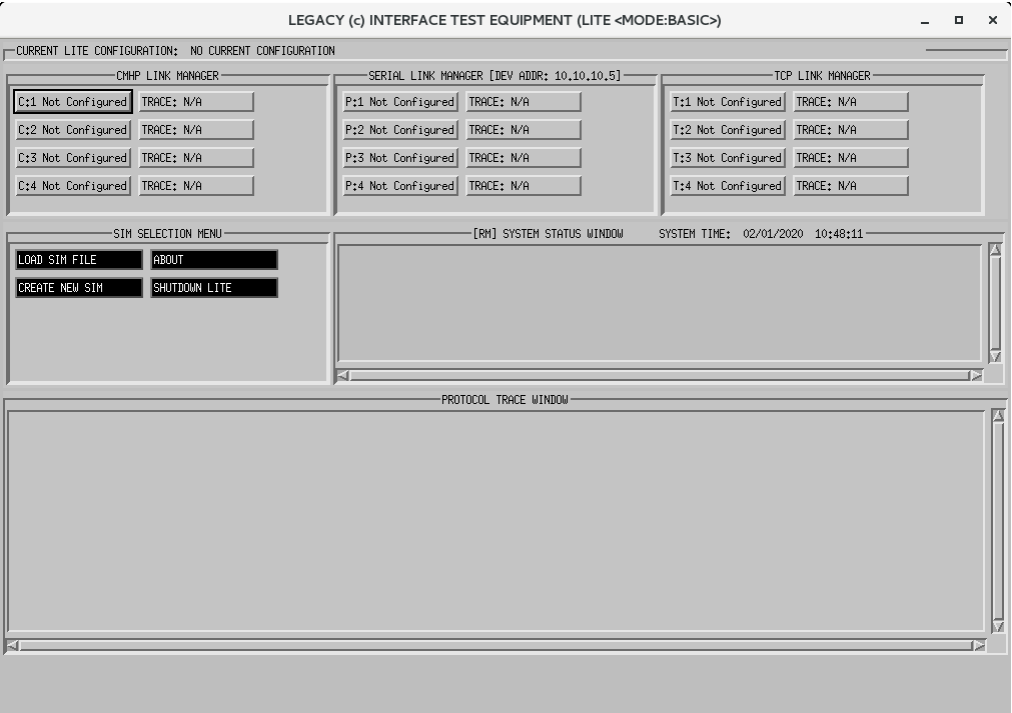 LEGACY (c) INTERFACE TEST EQUIPMENT (LITE <MODE:BASIC>)
CURRENT LITE CONFIGURATION: NO CURRENT CONFIGURATION
CMHP LINK MANAGER
C:1 Not Configured TRACE: N/A
C:2 Not Configured TRACE: N/A
C:3 Not Configured TRACE: N/A
C:4 Not Configured TRACE: N/A
SERIAL LINK MANAGER [DEV ADDR: 10.10.10.5]
P:1 Not Configured TRACE: N/A
P:2 Not Configured TRACE: N/A
P:3 Not Configured TRACE: N/A
P:4 Not Configured TRACE: N/A
TCP LINK MANAGER
T:1 Not Configured TRACE: N/A
T:2 Not Configured TRACE: N/A
T:3 Not Configured TRACE: N/A
T:4 Not Configured TRACE: N/A
SIM SELECTION MENU
LOAD SIM FILE ABOUT
CREATE NEW SIM SHUTDOWN LITE
[RM] SYSTEM STATUS WINDOW SYSTEM TIME: 02/01/2020 10:48:11
PROTOCOL TRACE WINDOW